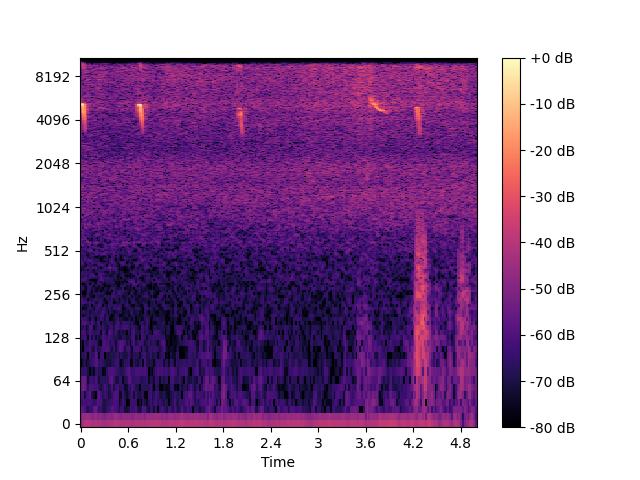 Hz
8192
4096
2048
1024
512
256
128
64
0
0 0.6 1.2 1.8 2.4 3 3.6 4.2 4.8
Time
+0 dB
-10 dB
-20 dB
-30 dB
-40 dB
-50 dB
-60 dB
-70 dB
-80 dB